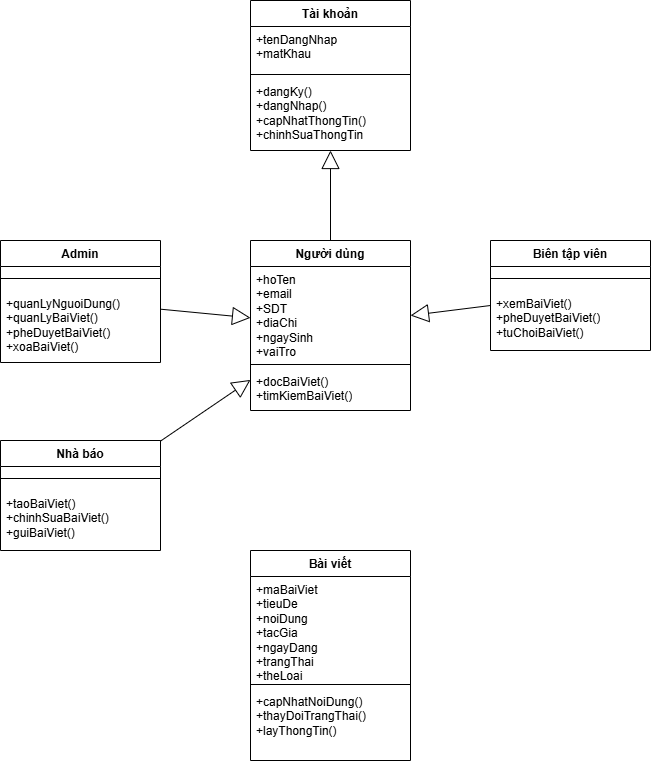 Tài khoản
+tenDangNhap
+matKhau
+dangKy()
+dangNhap()
+capNhatThongTin()
+chinhSuaThongTin
Admin
+quanLyNguoiDung()
+quanLyBaiViet()
+pheDuyetBaiViet()
+xoaBaiViet()
Người dùng
+hoTen
+email
+SDT
+diaChi
+ngaySinh
+vaiTro
+docBaiViet()
+timKiemBaiViet()
Biên tập viên
+xemBaiViet()
+pheDuyetBaiViet()
+tuChoiBaiViet()
Nhà báo
+taoBaiViet()
+chinhSuaBaiViet()
+guiBaiViet()
Bài viết
+maBaiViet
+tieuDe
+noiDung
+tacGia
+ngayDang
+trangThai
+theLoai
+capNhatNoiDung()
+thayDoiTrangThai()
+layThongTin()